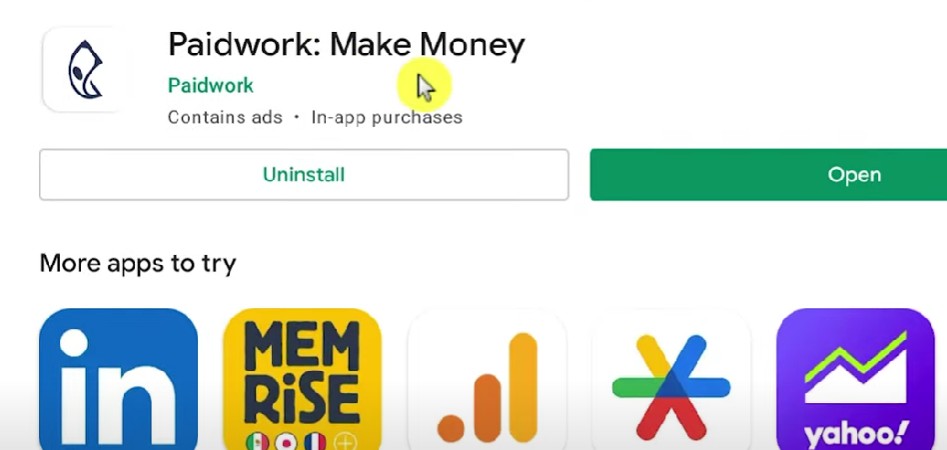 Paidwork: Make Money
Paidwork
Contains ads • In-app purchases
Uninstall
Open
More apps to try
in
MEM
RiSE
yahoo!